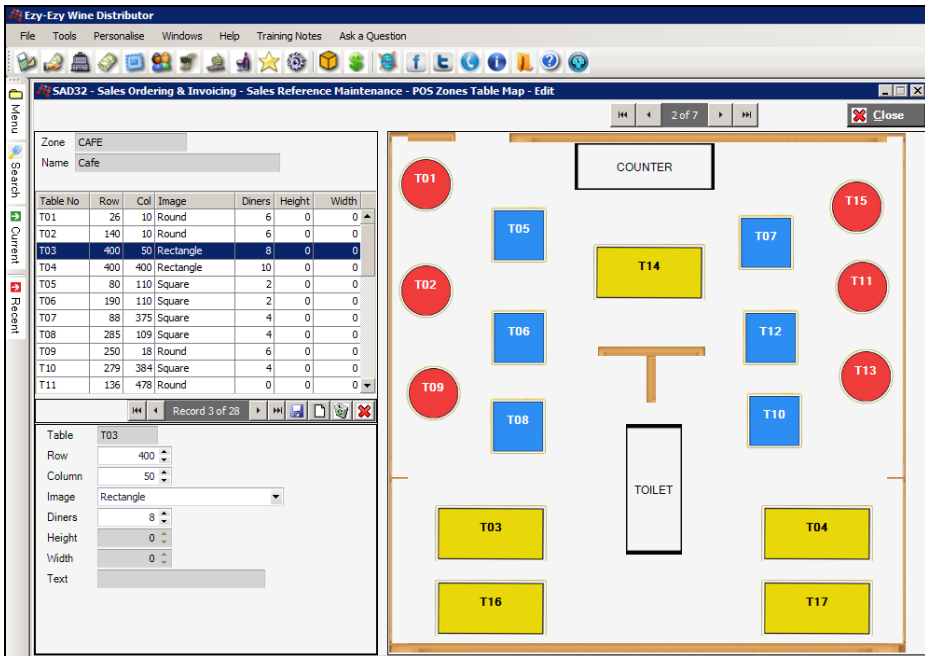 Ezy-Ezy Wine Distributor
File Tools Personalise Windows Help Training Notes Ask a Question
SAD32 - Sales Ordering & Invoicing - Sales Reference Maintenance - POS Zones Table Map - Edit
2 of 7 Close
Menu
Search
Current
Recent
Zone CAFE
Name Cafe
Table No Row Col Image Diners Height Width
T01 26 10 Round 6 0 0
T02 140 10 Round 6 0 0
T03 400 50 Rectangle 8 0 0
T04 400 400 Rectangle 10 0 0
T05 80 110 Square 2 0 0
T06 190 110 Square 2 0 0
T07 88 375 Square 4 0 0
T08 285 109 Square 4 0 0
T09 250 18 Round 6 0 0
T10 279 384 Square 4 0 0
T11 136 478 Round 0 0 0
Record 3 of 28
Table T03
Row 400
Column 50
Image Rectangle
Diners 8
Height 0
Width 0
Text
COUNTER
T01
T15
T05
T07
T14
T02
T11
T06
T12
T09
T13
T08
T10
TOILET
T03
T04
T16
T17